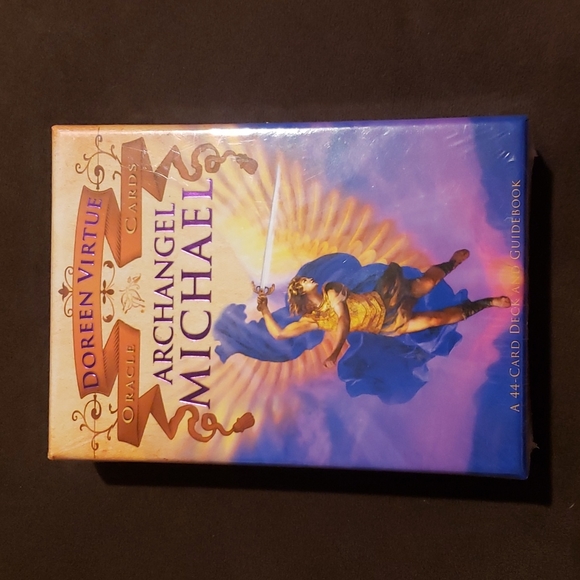 DOREEN VIRTUE
ORACLE CARDS
ARCHANGEL
MICHAEL
A 44-CARD DECK AND GUIDEBOOK